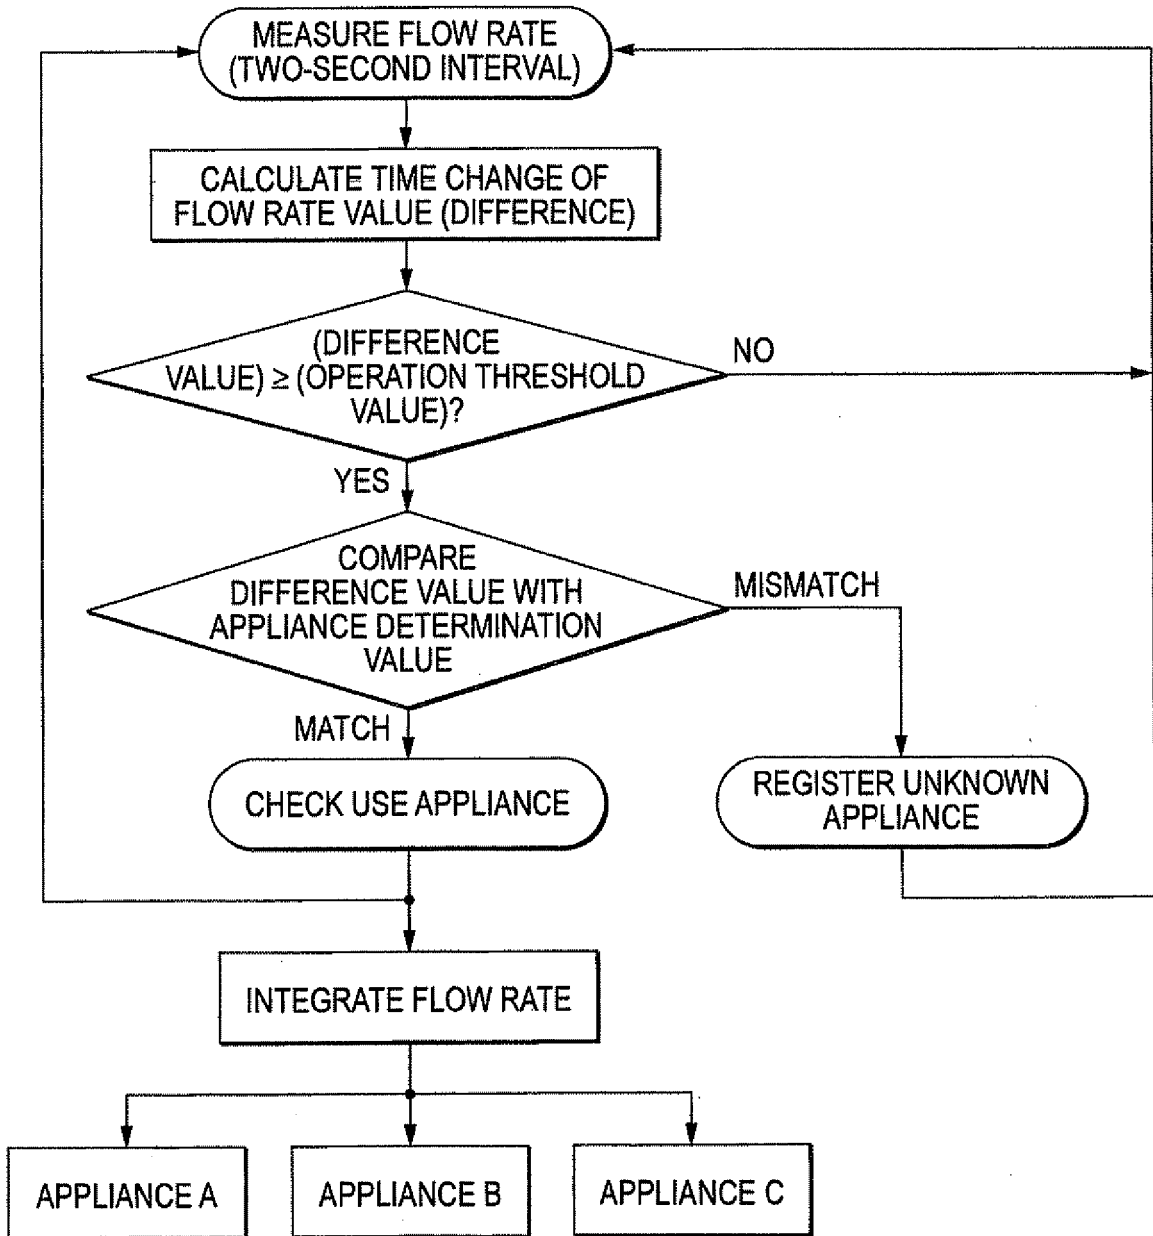 MEASURE FLOW RATE
(TWO-SECOND INTERVAL)
CALCULATE TIME CHANGE OF
FLOW RATE VALUE (DIFFERENCE)
(DIFFERENCE
VALUE) ≥ (OPERATION THRESHOLD
VALUE)?
NO
YES
COMPARE
DIFFERENCE VALUE WITH
APPLIANCE DETERMINATION
VALUE
MISMATCH
MATCH
CHECK USE APPLIANCE
REGISTER UNKNOWN
APPLIANCE
INTEGRATE FLOW RATE
APPLIANCE A
APPLIANCE B
APPLIANCE C